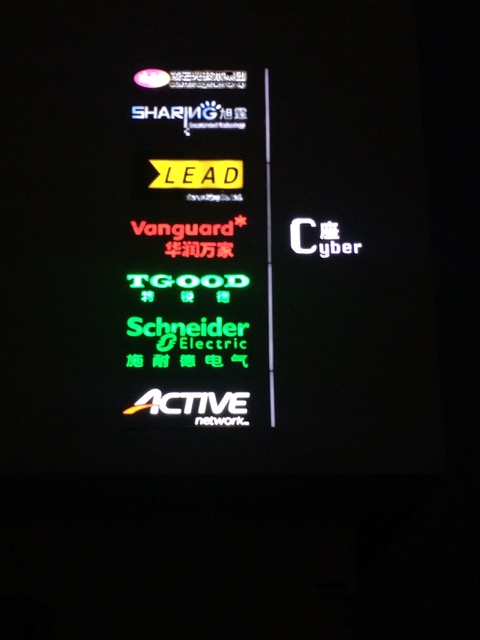 SHARING旭霆
LEAD
Vanguard*
华润万家
TGOOD
特锐德
Schneider
Electric
施耐德电气
ACTIVE
network
C座
Cyber